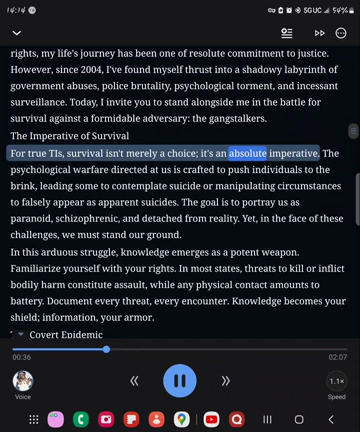 14:14
5GUC 54%
rights, my life's journey has been one of resolute commitment to justice.
However, since 2004, I've found myself thrust into a shadowy labyrinth of
government abuses, police brutality, psychological torment, and incessant
surveillance. Today, I invite you to stand alongside me in the battle for
survival against a formidable adversary: the gangstalkers.
The Imperative of Survival
For true TIs, survival isn't merely a choice; it's an absolute imperative. The
psychological warfare directed at us is crafted to push individuals to the
brink, leading some to contemplate suicide or manipulating circumstances
to falsely appear as apparent suicides. The goal is to portray us as
paranoid, schizophrenic, and detached from reality. Yet, in the face of these
challenges, we must stand our ground.
In this arduous struggle, knowledge emerges as a potent weapon.
Familiarize yourself with your rights. In most states, threats to kill or inflict
bodily harm constitute assault, while any physical contact amounts to
battery. Document every threat, every encounter. Knowledge becomes your
shield; information, your armor.
Covert Epidemic
00:36
02:07
1.1×
Voice
Speed